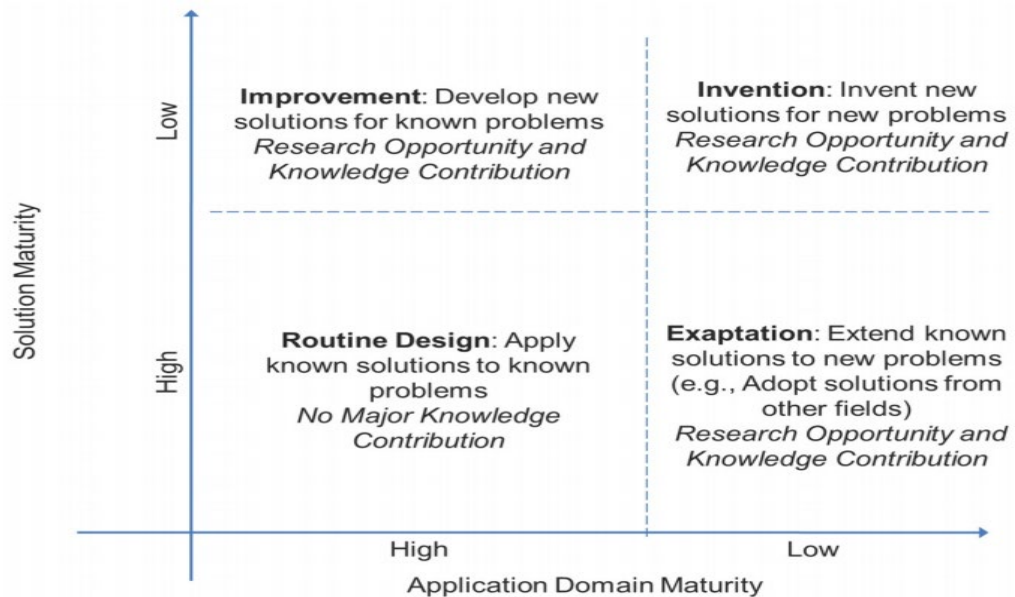 Solution Maturity
Low
High
Improvement: Develop new
solutions for known problems
Research Opportunity and
Knowledge Contribution
Invention: Invent new
solutions for new problems
Research Opportunity and
Knowledge Contribution
Routine Design: Apply
known solutions to known
problems
No Major Knowledge
Contribution
Exaptation: Extend known
solutions to new problems
(e.g., Adopt solutions from
other fields)
Research Opportunity and
Knowledge Contribution
High
Low
Application Domain Maturity